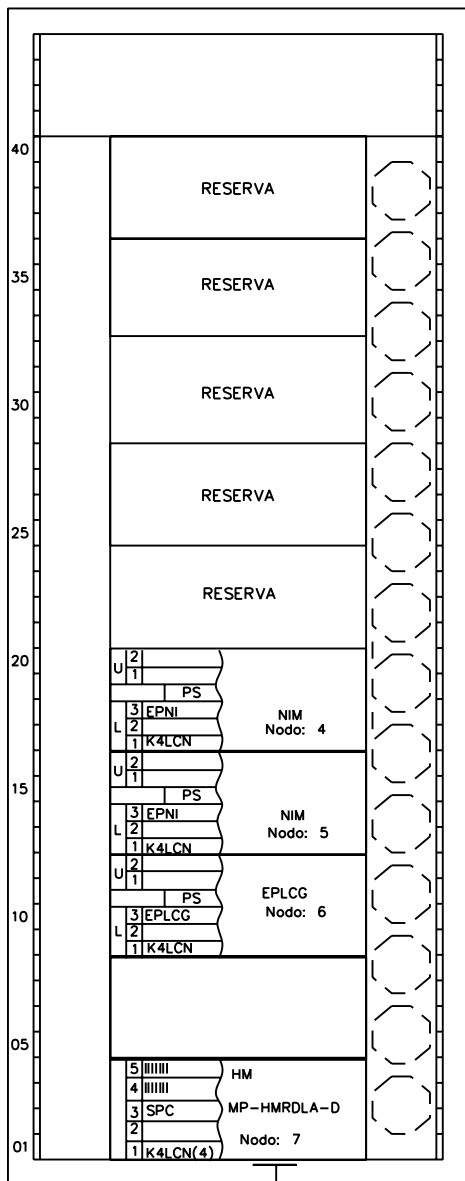 40
RESERVA
35
RESERVA
30
RESERVA
25
RESERVA
RESERVA
20
U 2
1
PS
L 3 EPNI
2
1 K4LCN
NIM
Nodo: 4
15
U 2
1
PS
L 3 EPNI
2
1 K4LCN
NIM
Nodo: 5
10
U 2
1
PS
L 3 EPLCG
2
1 K4LCN
EPLCG
Nodo: 6
05
5
4
3 SPC
2
1 K4LCN(4)
HM
MP-HMRDLA-D
Nodo: 7
01